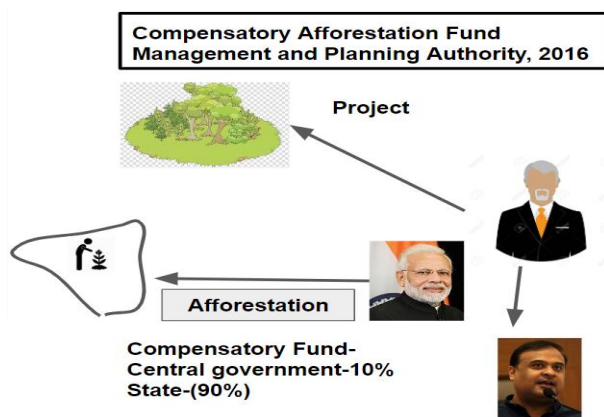 Compensatory Afforestation Fund
Management and Planning Authority, 2016
Project
Afforestation
Compensatory Fund-
Central government-10%
State-(90%)